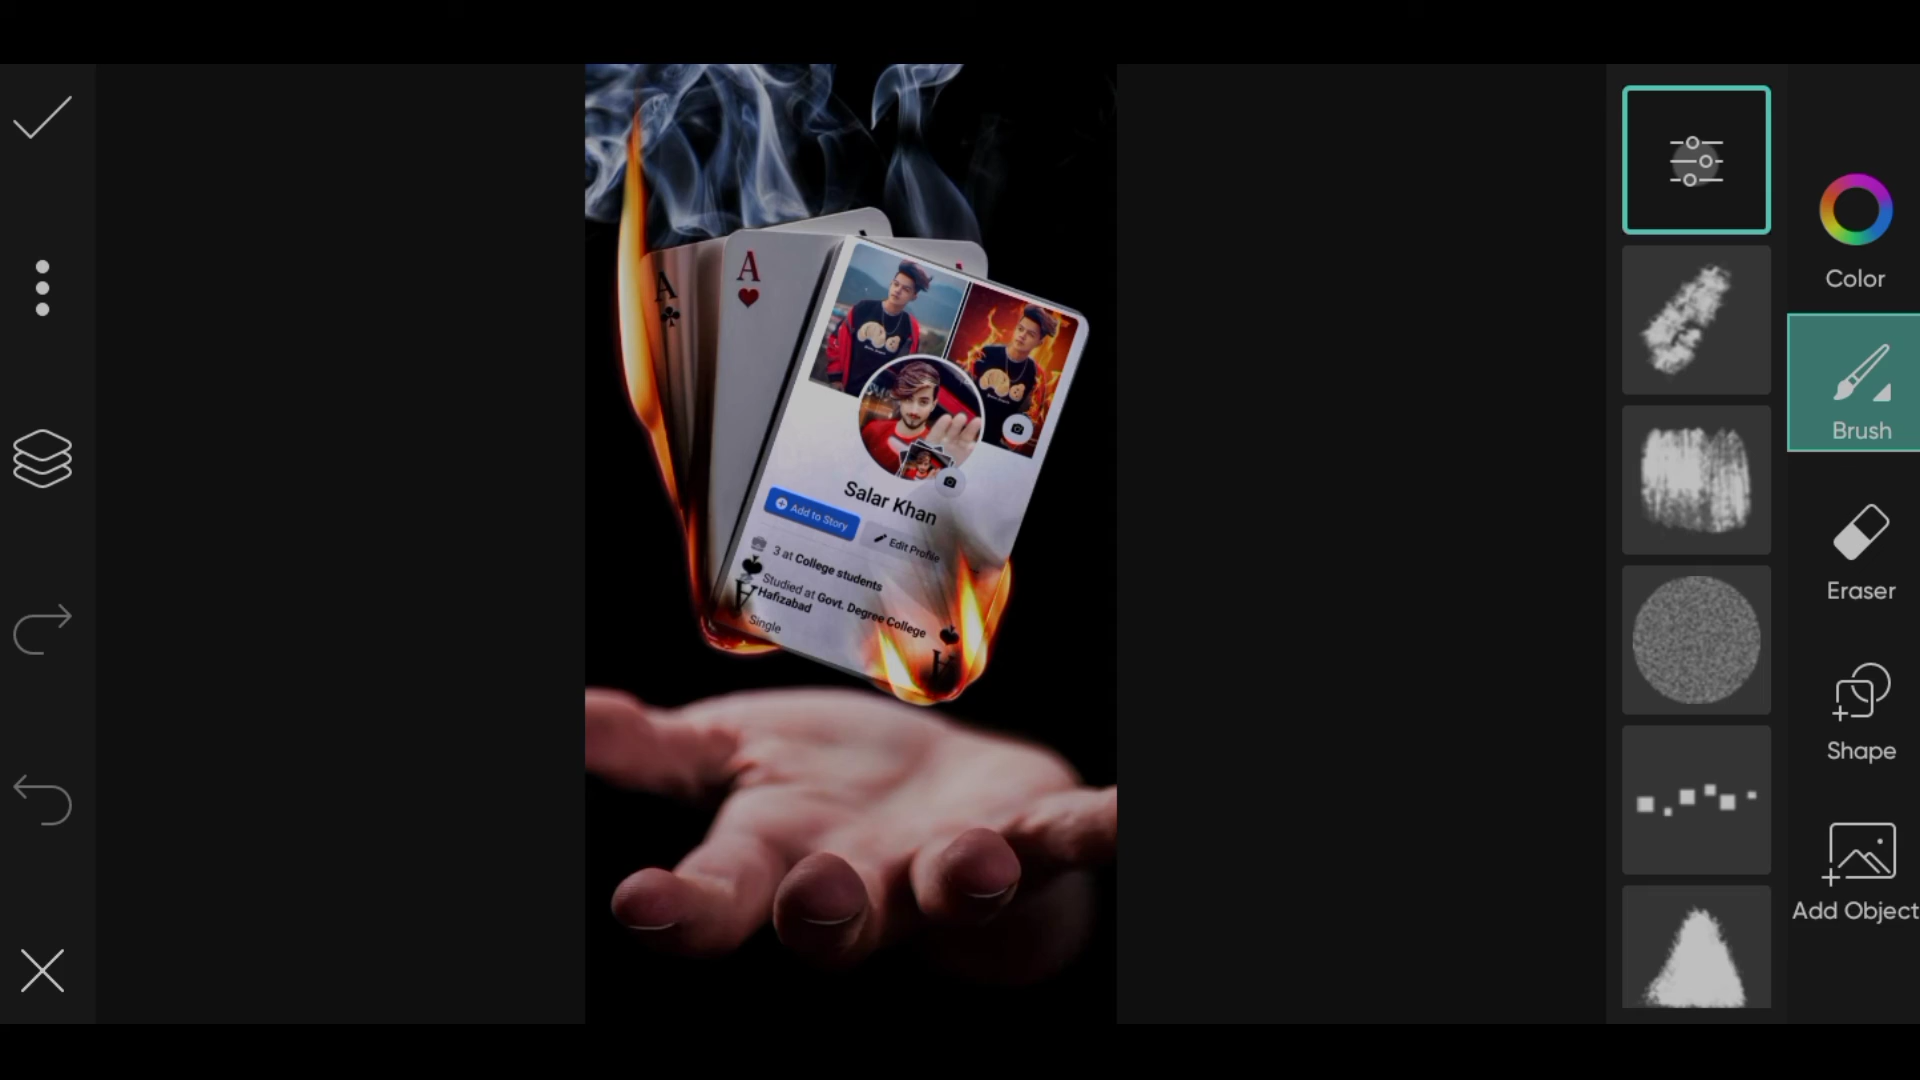 A
A
Salar Khan
Add to Story
Edit Profile
3 at College students
Studied at Govt. Degree College
Hafizabad
Single
A
A
Color
Brush
Eraser
Shape
Add Object